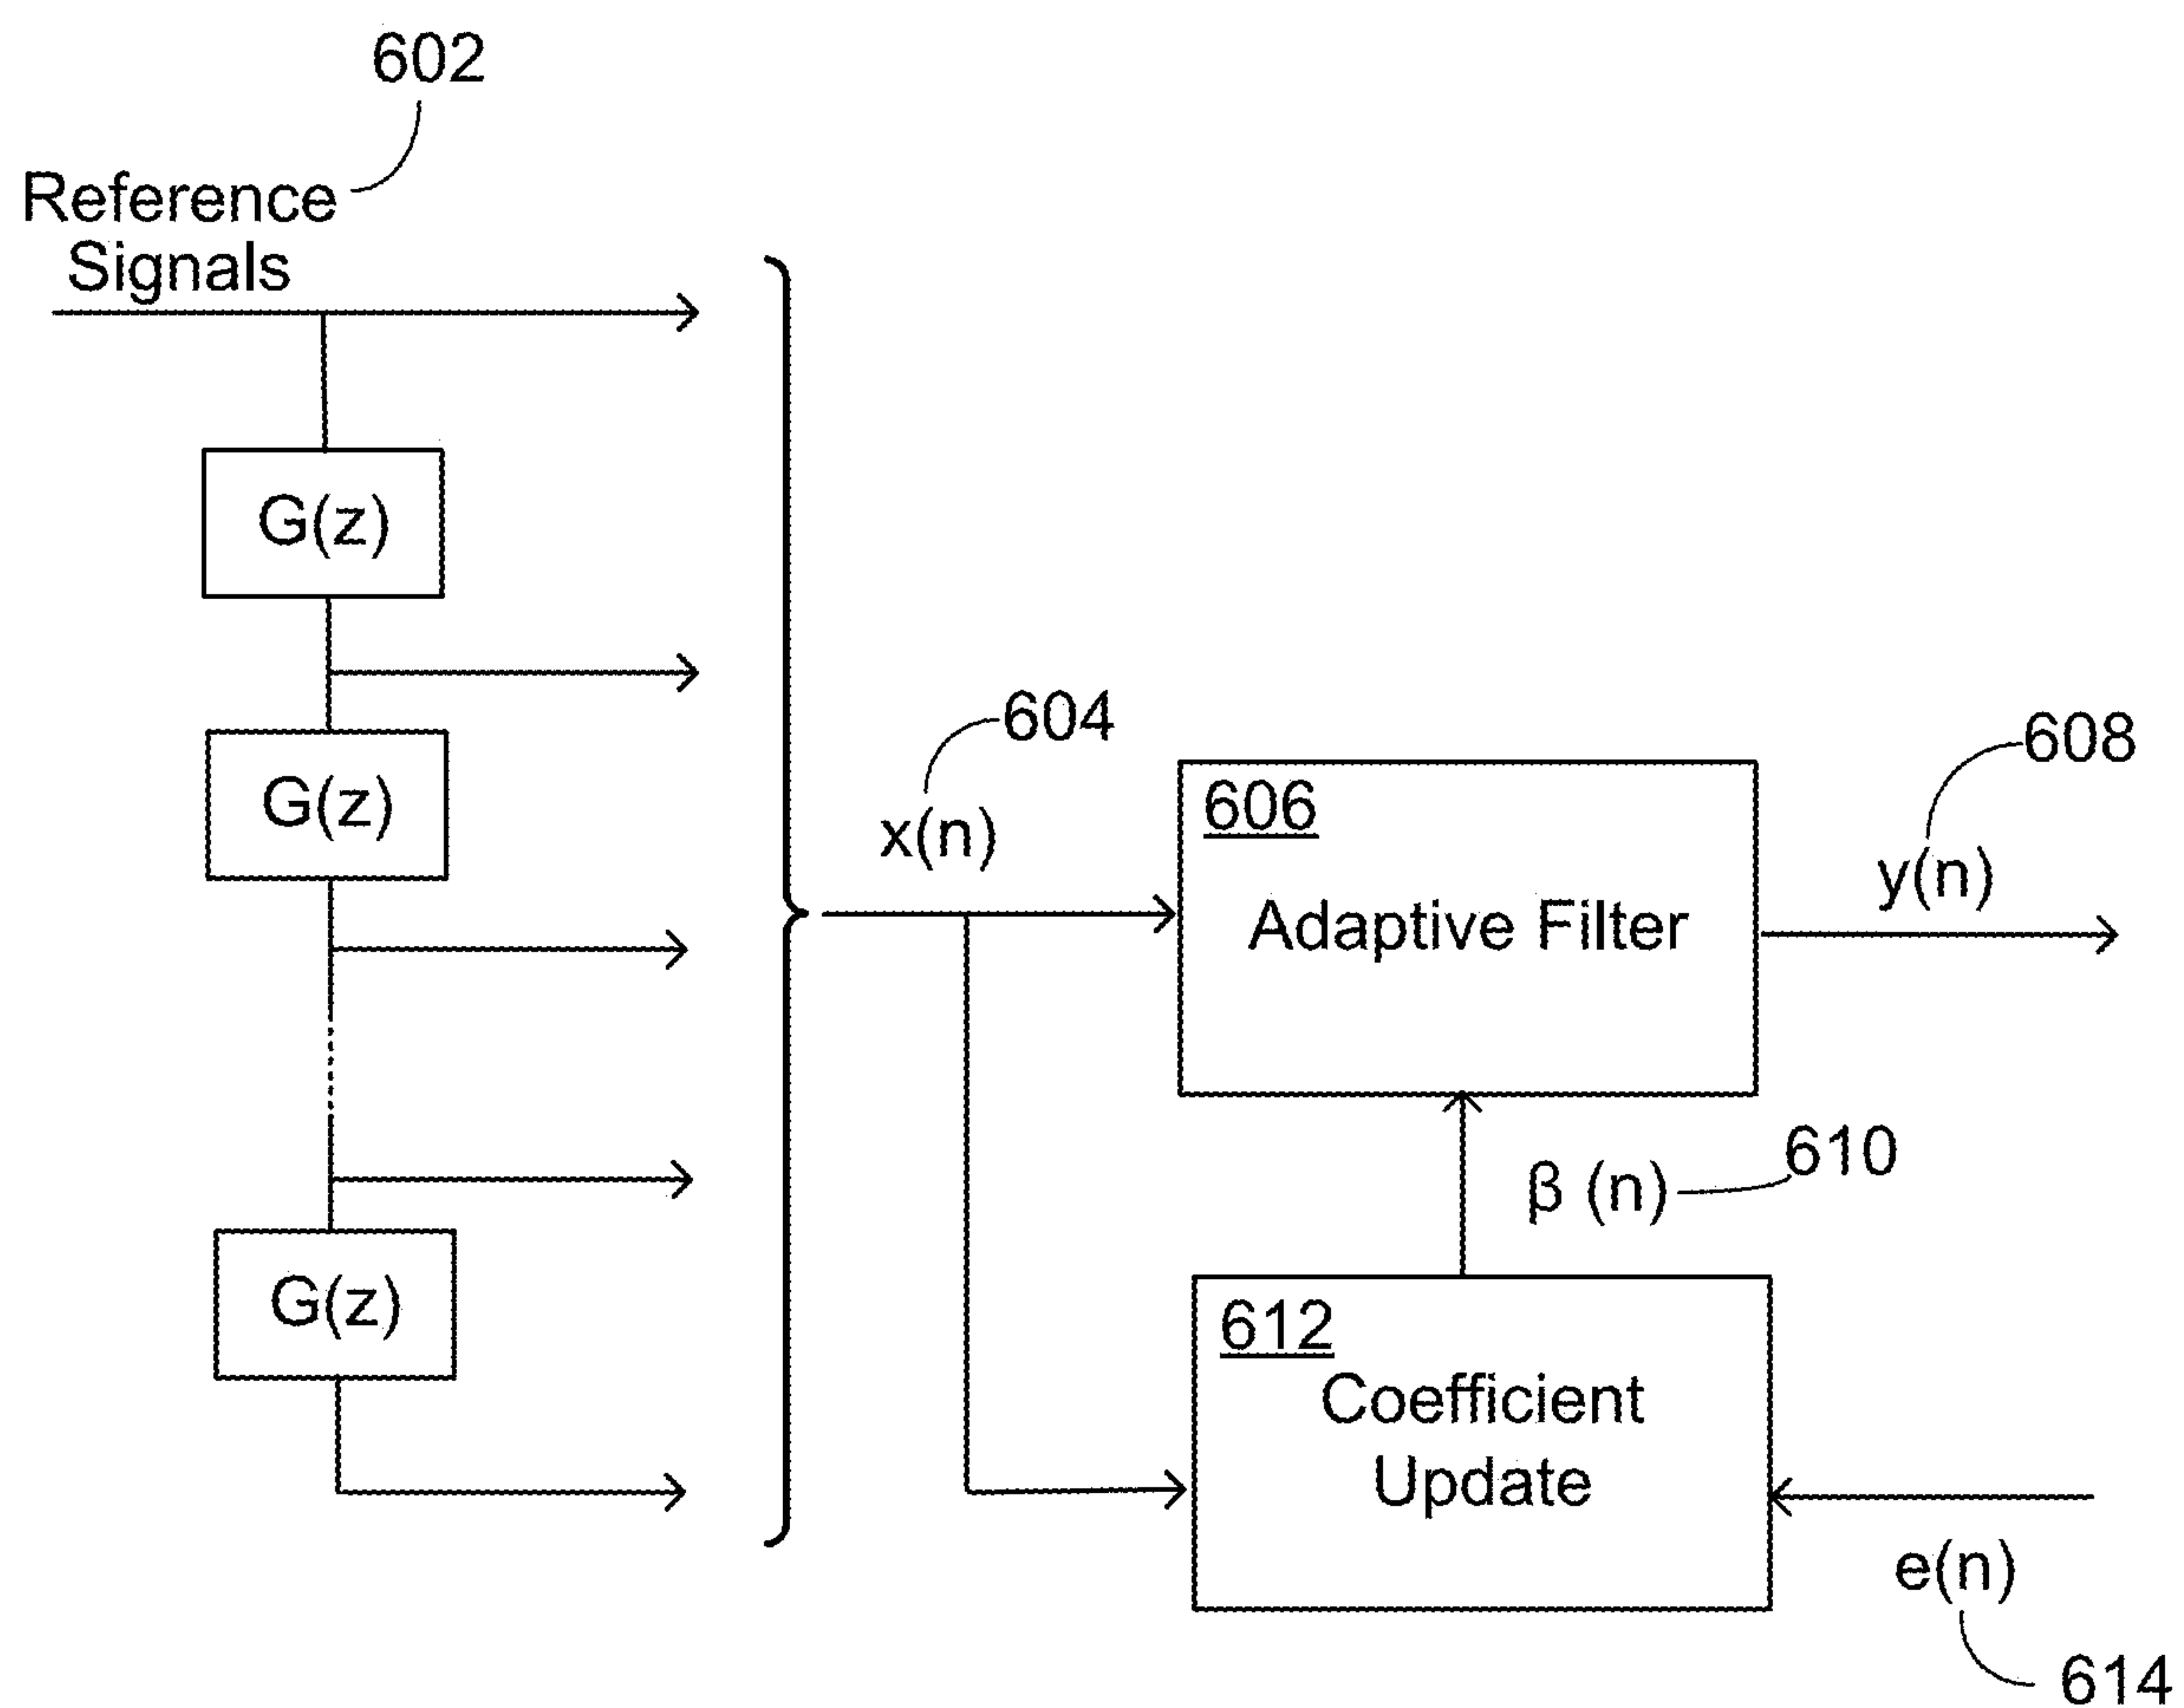 602
Reference
Signals
G(z)
G(z)
G(z)
604
x(n)
606
Adaptive Filter
608
y(n)
β (n)
610
612
Coefficient
Update
e(n)
614